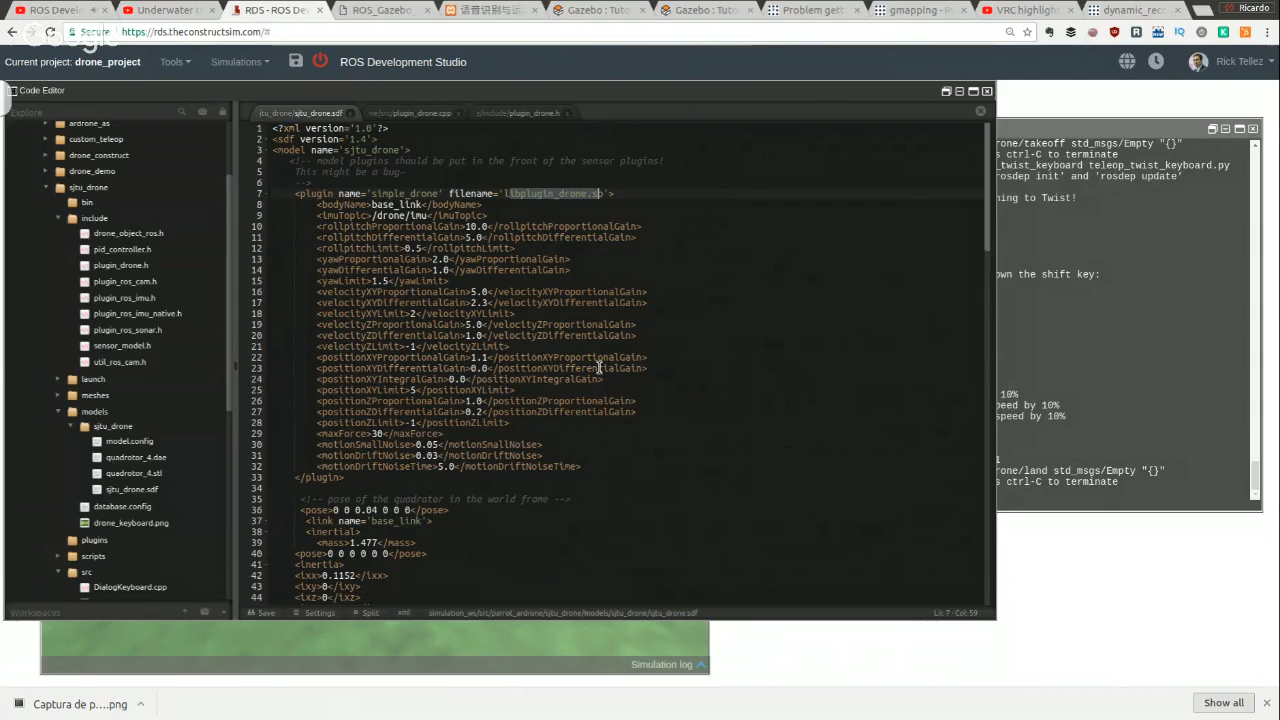 Ricardo
ROS Develo
Underwater t
RDS - ROS De
ROS_Gazebo
语音识别与运
Gazebo : Tuto
Gazebo : Tuto
Problem gett
gmapping - P
VRC highligh
dynamic_reco
Secure https://rds.theconstructsim.com/#
Google
Current project: drone_project Tools Simulations ROS Development Studio Rick Tellez
Code Editor
Explore
jtu_drone/sjtu_drone.sdf
ne/src/plugin_drone.cpp
e/include/plugin_drone.h
ardrone_as
custom_teleop
drone_construct
drone_demo
sjtu_drone
bin
include
drone_object_ros.h
pid_controller.h
plugin_drone.h
plugin_ros_cam.h
plugin_ros_imu.h
plugin_ros_imu_native.h
plugin_ros_sonar.h
sensor_model.h
util_ros_cam.h
launch
meshes
models
sjtu_drone
model.config
quadrotor_4.dae
quadrotor_4.stl
sjtu_drone.sdf
database.config
drone_keyboard.png
plugins
scripts
src
DialogKeyboard.cpp
Workspaces
1 <?xml version='1.0'?>
2 <sdf version='1.4'>
3 <model name='sjtu_drone'>
4 <!-- model plugins should be put in the front of the sensor plugins!
5 This might be a bug~
6 -->
7 <plugin name='simple_drone' filename='libplugin_drone.so'>
8 <bodyName>base_link</bodyName>
9 <imuTopic>/drone/imu</imuTopic>
10 <rollpitchProportionalGain>10.0</rollpitchProportionalGain>
11 <rollpitchDifferentialGain>5.0</rollpitchDifferentialGain>
12 <rollpitchLimit>0.5</rollpitchLimit>
13 <yawProportionalGain>2.0</yawProportionalGain>
14 <yawDifferentialGain>1.0</yawDifferentialGain>
15 <yawLimit>1.5</yawLimit>
16 <velocityXYProportionalGain>5.0</velocityXYProportionalGain>
17 <velocityXYDifferentialGain>2.3</velocityXYDifferentialGain>
18 <velocityXYLimit>2</velocityXYLimit>
19 <velocityZProportionalGain>5.0</velocityZProportionalGain>
20 <velocityZDifferentialGain>1.0</velocityZDifferentialGain>
21 <velocityZLimit>-1</velocityZLimit>
22 <positionXYProportionalGain>1.1</positionXYProportionalGain>
23 <positionXYDifferentialGain>0.0</positionXYDifferentialGain>
24 <positionXYIntegralGain>0.0</positionXYIntegralGain>
25 <positionXYLimit>5</positionXYLimit>
26 <positionZProportionalGain>1.0</positionZProportionalGain>
27 <positionZDifferentialGain>0.2</positionZDifferentialGain>
28 <positionZLimit>-1</positionZLimit>
29 <maxForce>30</maxForce>
30 <motionSmallNoise>0.05</motionSmallNoise>
31 <motionDriftNoise>0.03</motionDriftNoise>
32 <motionDriftNoiseTime>5.0</motionDriftNoiseTime>
33 </plugin>
34
35 <!-- pose of the quadrotor in the world frame -->
36 <pose>0 0 0.04 0 0 0</pose>
37 <link name='base_link'>
38 <inertial>
39 <mass>1.477</mass>
40 <pose>0 0 0 0 0 0</pose>
41 <inertia>
42 <ixx>0.1152</ixx>
43 <ixy>0</ixy>
44 <ixz>0</ixz>
Save Settings Split xml simulation_ws/src/parrot_ardrone/sjtu_drone/models/sjtu_drone/sjtu_drone.sdf Ln: 7 Col: 59
rone/takeoff std_msgs/Empty "{}"
s ctrl-C to terminate
teleop_twist_keyboard teleop_twist_keyboard.py
rosdep init' and 'rosdep update'
ning to Twist!
own the shift key:
10%
peed by 10%
speed by 10%
1
rone/land std_msgs/Empty "{}"
s ctrl-C to terminate
Simulation log
Captura de p....png
Show all